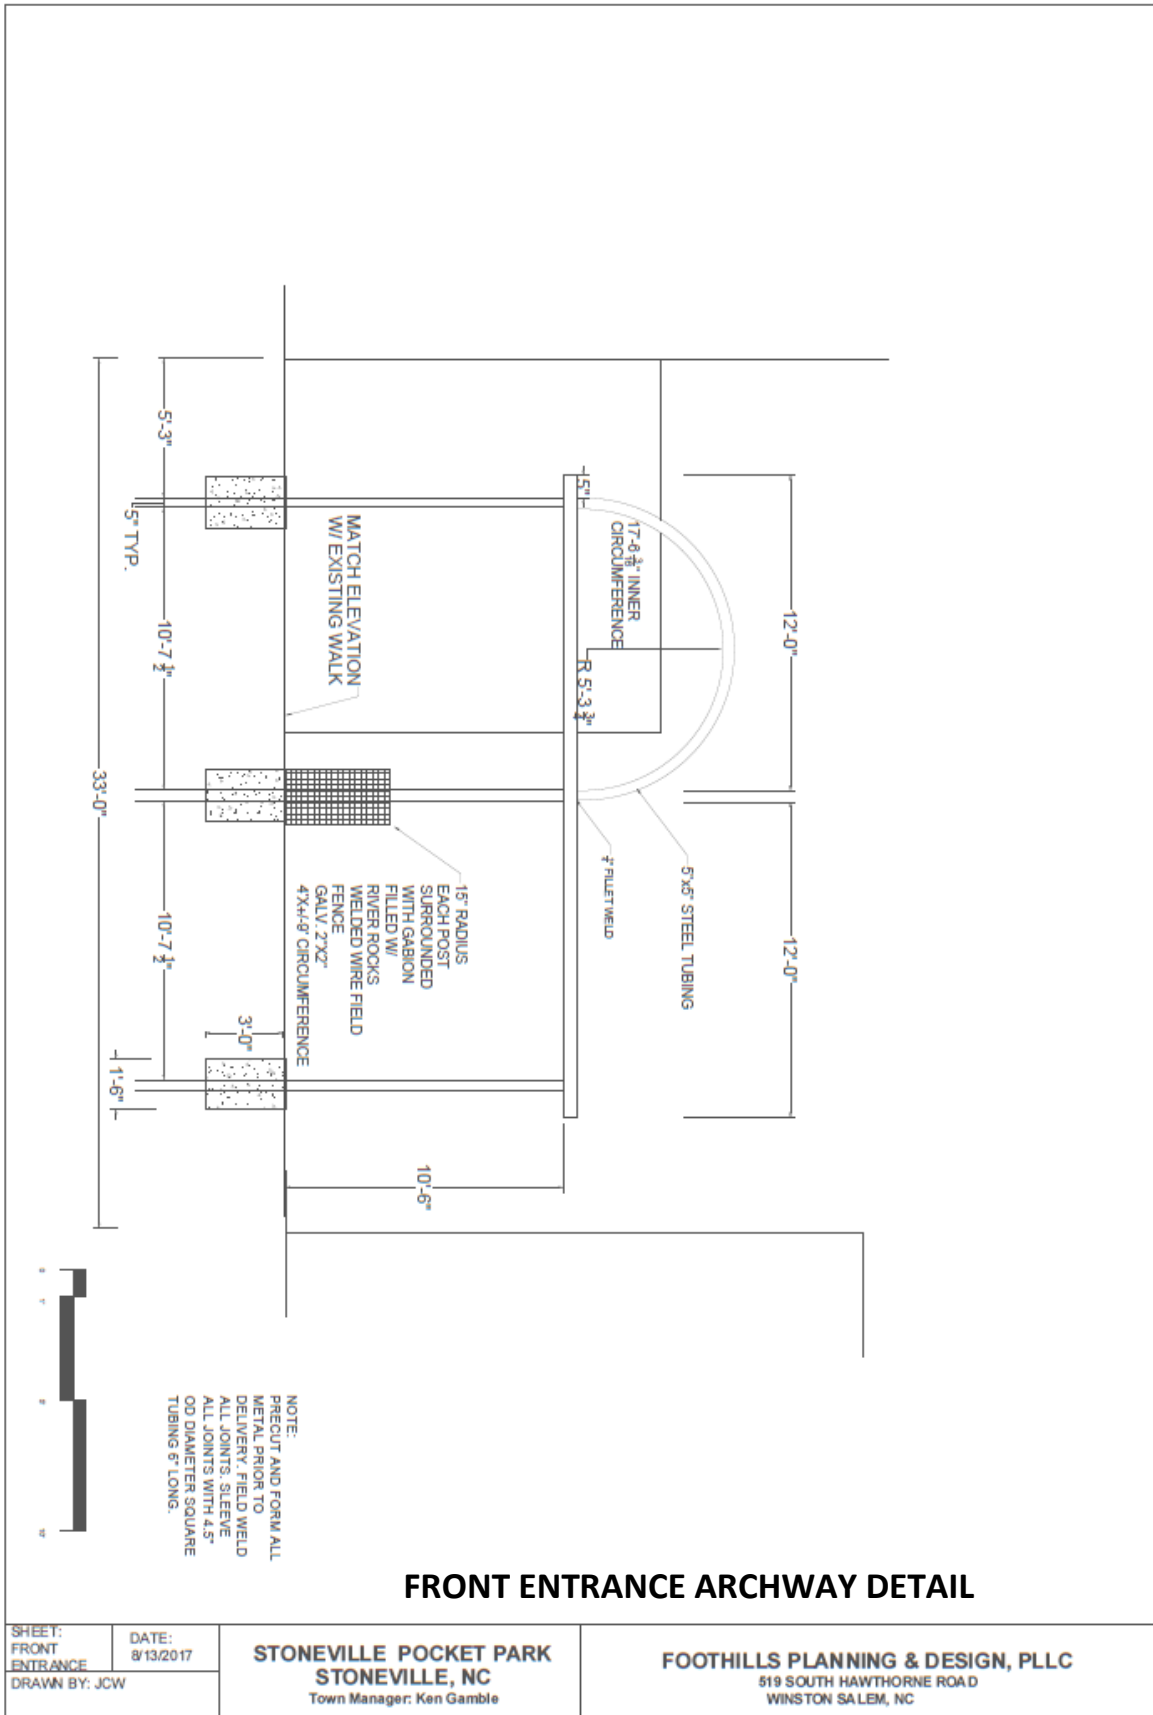 12'-0"
12'-0"
5"x5" STEEL TUBING
17'-6 3/16" INNER
CIRCUMFERENCE
R 5'-3 3/4"
5"
FILLET WELD
15" RADIUS
EACH POST
SURROUNDED
WITH GABION
FILLED W/
RIVER ROCKS
WELDED WIRE FIELD
FENCE
GALV. 2"X2"
4'X+/-9' CIRCUMFERENCE
MATCH ELEVATION
W/ EXISTING WALK
10'-6"
3'-0"
1'-6"
5'-3"
10'-7 1/2"
10'-7 1/2"
5" TYP.
33'-0"
NOTE:
PRECUT AND FORM ALL
METAL PRIOR TO
DELIVERY. FIELD WELD
ALL JOINTS. SLEEVE
ALL JOINTS WITH 4.5"
OD DIAMETER SQUARE
TUBING 6" LONG.
FRONT ENTRANCE ARCHWAY DETAIL
SHEET:
FRONT
ENTRANCE
DATE:
8/13/2017
DRAWN BY: JCW
STONEVILLE POCKET PARK
STONEVILLE, NC
Town Manager: Ken Gamble
FOOTHILLS PLANNING & DESIGN, PLLC
519 SOUTH HAWTHORNE ROAD
WINSTON SALEM, NC